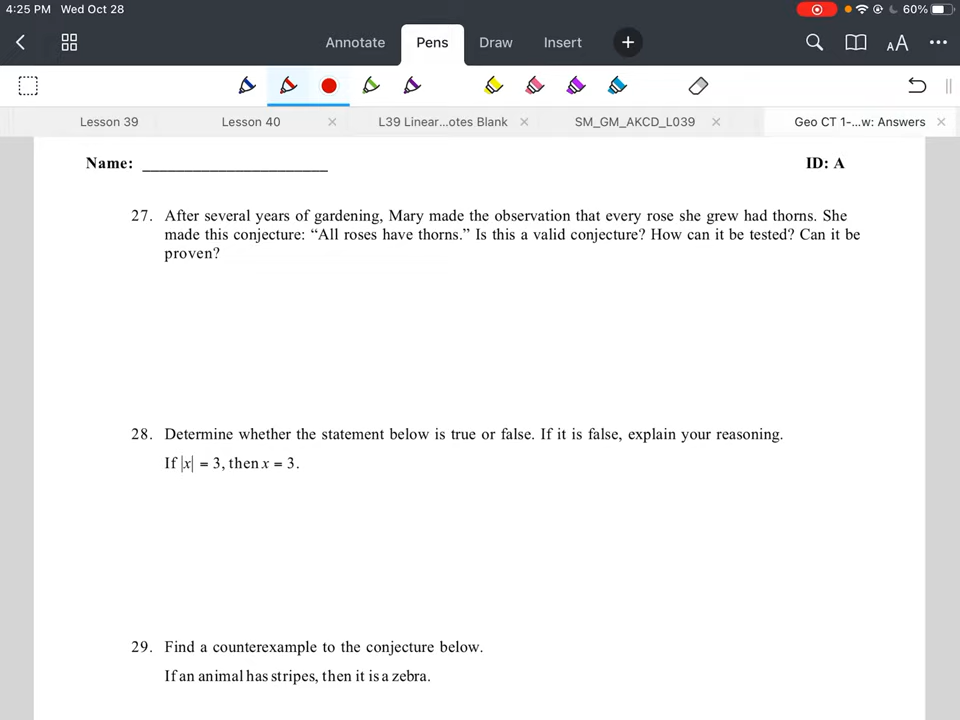 4:25 PM Wed Oct 28
60%
Annotate Pens Draw Insert
AA
Lesson 39 Lesson 40 L39 Linear...otes Blank SM_GM_AKCD_L039 Geo CT 1-...w: Answers
Name: ______________________ ID: A
27. After several years of gardening, Mary made the observation that every rose she grew had thorns. She
made this conjecture: “All roses have thorns.” Is this a valid conjecture? How can it be tested? Can it be
proven?
28. Determine whether the statement below is true or false. If it is false, explain your reasoning.
If |x| = 3, then x = 3.
29. Find a counterexample to the conjecture below.
If an animal has stripes, then it is a zebra.